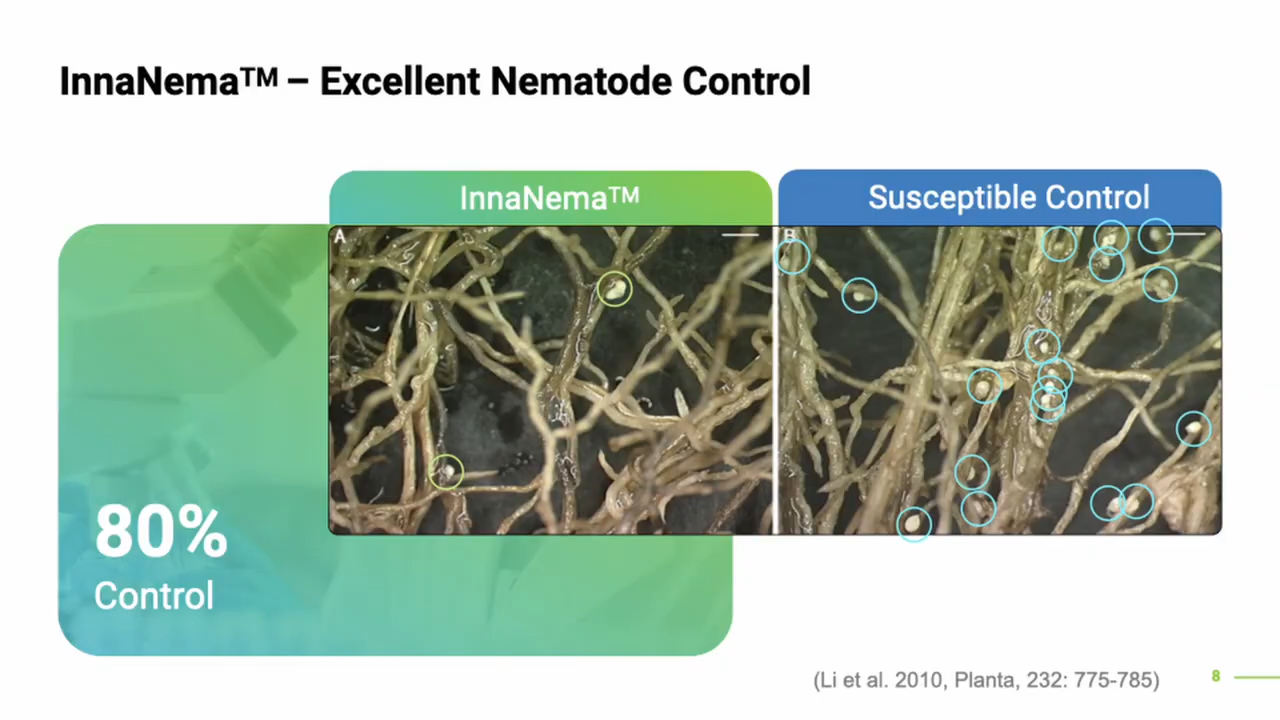 InnaNema™ – Excellent Nematode Control
InnaNema™
Susceptible Control
A
B
80%
Control
(Li et al. 2010, Planta, 232: 775-785)
8